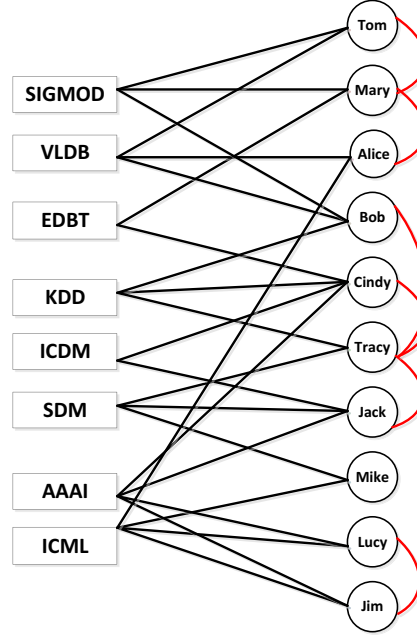 Tom
SIGMOD
Mary
VLDB
Alice
EDBT
Bob
KDD
Cindy
ICDM
Tracy
SDM
Jack
AAAI
Mike
ICML
Lucy
Jim